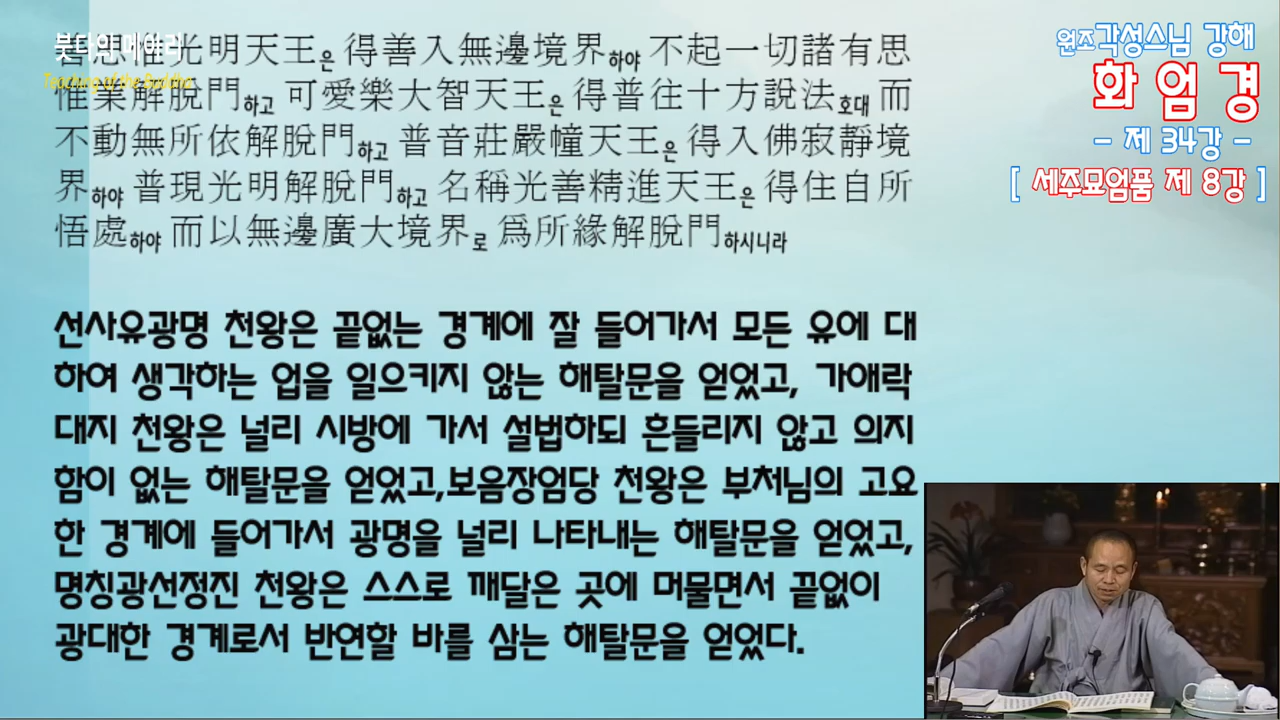 붓다의 메아리
Teaching of the Buddha
善思惟光明天王은 得善入無邊境界하야 不起一切諸有思
惟業解脫門하고 可愛樂大智天王은 得普往十方說法호대 而
不動無所依解脫門하고 普音莊嚴幢天王은 得入佛寂靜境
界하야 普現光明解脫門하고 名稱光善精進天王은 得住自所
悟處하야 而以無邊廣大境界로 爲所緣解脫門하시니라
선사유광명 천왕은 끝없는 경계에 잘 들어가서 모든 유에 대
하여 생각하는 업을 일으키지 않는 해탈문을 얻었고, 가애락
대지 천왕은 널리 시방에 가서 설법하되 흔들리지 않고 의지
함이 없는 해탈문을 얻었고,보음장엄당 천왕은 부처님의 고요
한 경계에 들어가서 광명을 널리 나타내는 해탈문을 얻었고,
명칭광선정진 천왕은 스스로 깨달은 곳에 머물면서 끝없이
광대한 경계로서 반연할 바를 삼는 해탈문을 얻었다.
원조각성스님 강해
화엄경
- 제 34강 -
[ 세주묘엄품 제 8강 ]